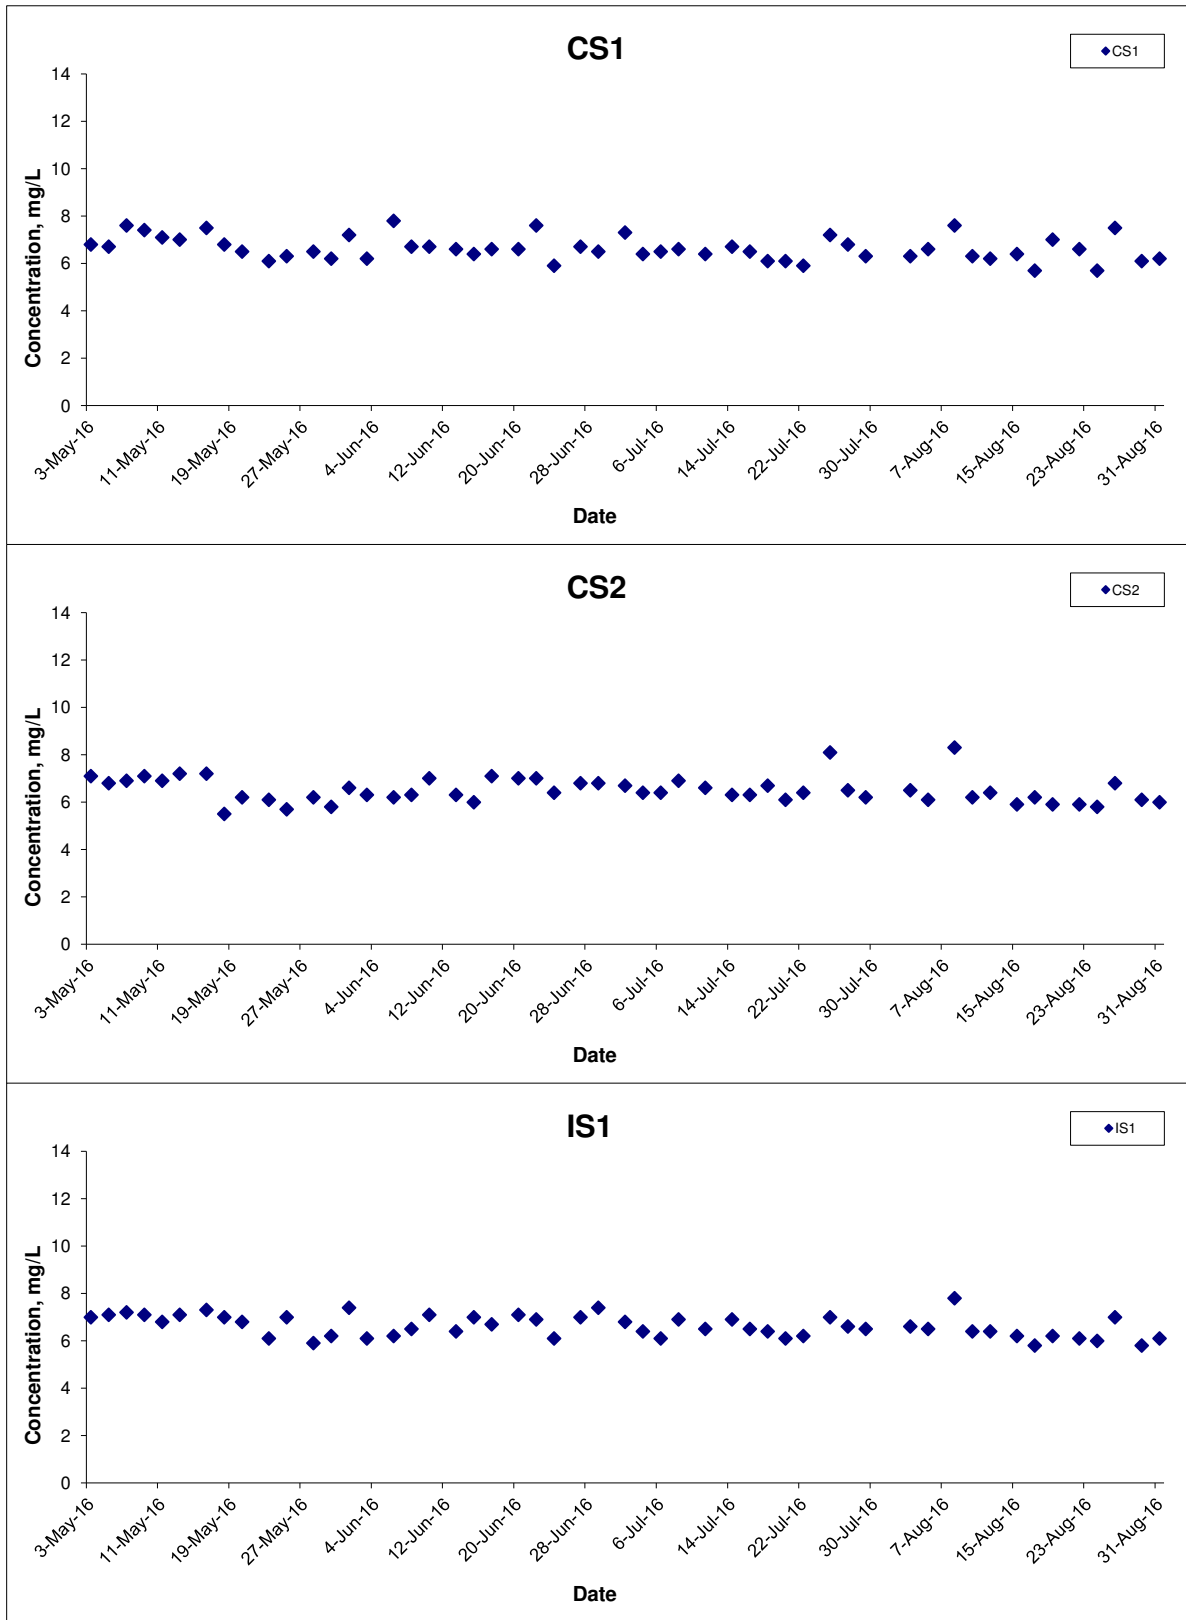 CS1
CS1
14
12
10
8
6
4
2
0
Concentration, mg/L
3-May-16
11-May-16
19-May-16
27-May-16
4-Jun-16
12-Jun-16
20-Jun-16
28-Jun-16
6-Jul-16
14-Jul-16
22-Jul-16
30-Jul-16
7-Aug-16
15-Aug-16
23-Aug-16
31-Aug-16
Date
CS2
CS2
14
12
10
8
6
4
2
0
Concentration, mg/L
3-May-16
11-May-16
19-May-16
27-May-16
4-Jun-16
12-Jun-16
20-Jun-16
28-Jun-16
6-Jul-16
14-Jul-16
22-Jul-16
30-Jul-16
7-Aug-16
15-Aug-16
23-Aug-16
31-Aug-16
Date
IS1
IS1
14
12
10
8
6
4
2
0
Concentration, mg/L
3-May-16
11-May-16
19-May-16
27-May-16
4-Jun-16
12-Jun-16
20-Jun-16
28-Jun-16
6-Jul-16
14-Jul-16
22-Jul-16
30-Jul-16
7-Aug-16
15-Aug-16
23-Aug-16
31-Aug-16
Date